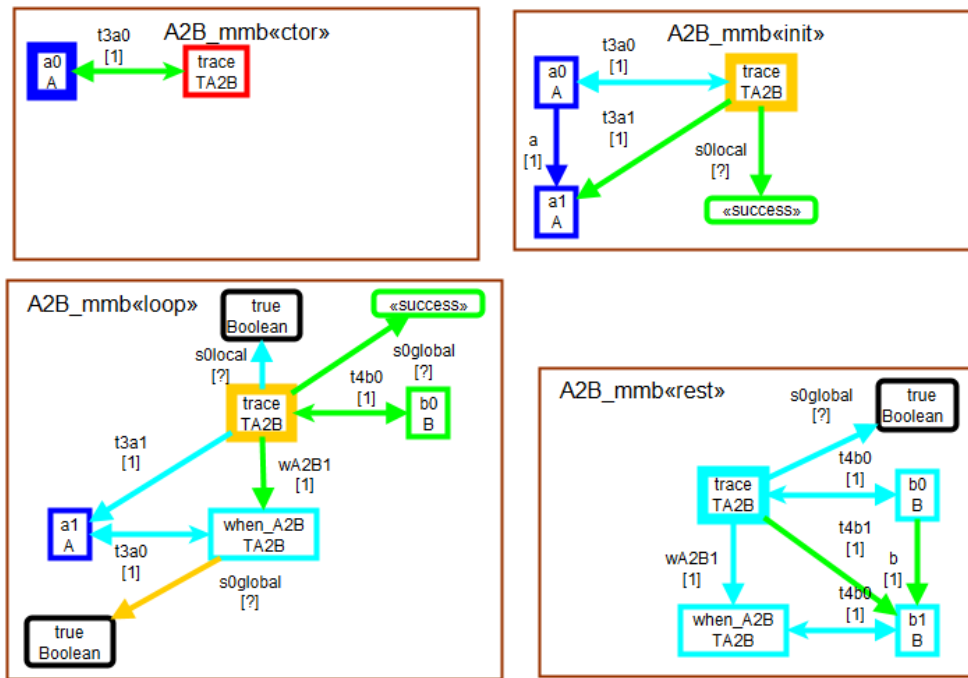 A2B_mmb«ctor»
t3a0
[1]
a0
A
trace
TA2B
A2B_mmb«init»
t3a0
[1]
a0
A
trace
TA2B
t3a1
[1]
a
[1]
s0local
[?]
a1
A
«success»
A2B_mmb«loop»
true
Boolean
«success»
s0local
[?]
s0global
[?]
t4b0
[1]
trace
TA2B
b0
B
t3a1
[1]
wA2B1
[1]
a1
A
when_A2B
TA2B
t3a0
[1]
s0global
[?]
true
Boolean
A2B_mmb«rest»
s0global
[?]
true
Boolean
t4b0
[1]
trace
TA2B
b0
B
t4b1
[1]
wA2B1
[1]
b
[1]
t4b0
[1]
when_A2B
TA2B
b1
B